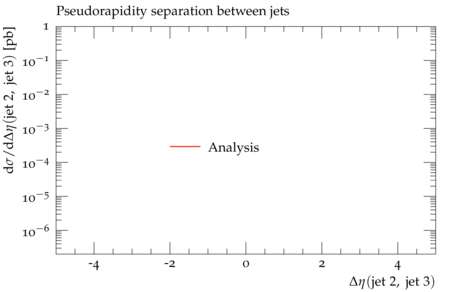 Pseudorapidity separation between jets
dσ/dΔη(jet 2, jet 3) [pb]
1
10⁻¹
10⁻²
10⁻³
10⁻⁴
10⁻⁵
10⁻⁶
Analysis
-4 -2 0 2 4
Δη(jet 2, jet 3)